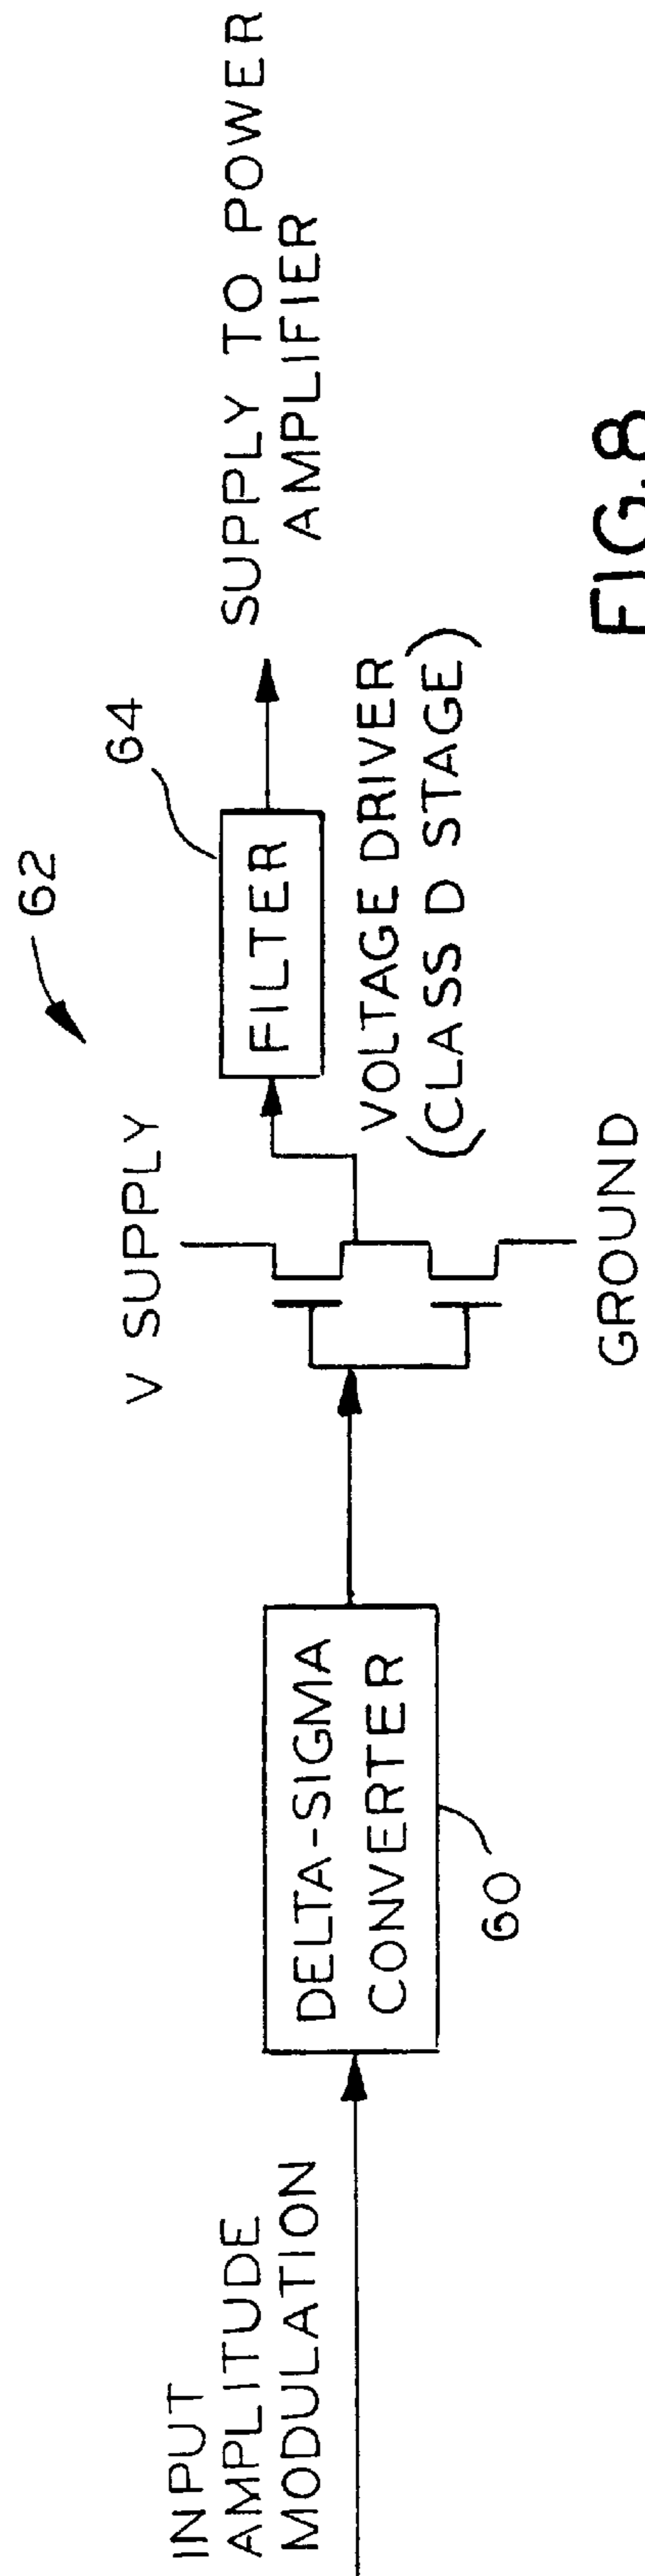 INPUT
AMPLITUDE
MODULATION
DELTA-SIGMA
CONVERTER
60
V SUPPLY
GROUND
62
FILTER
64
VOLTAGE DRIVER
(CLASS D STAGE)
SUPPLY TO POWER
AMPLIFIER
FIG. 8